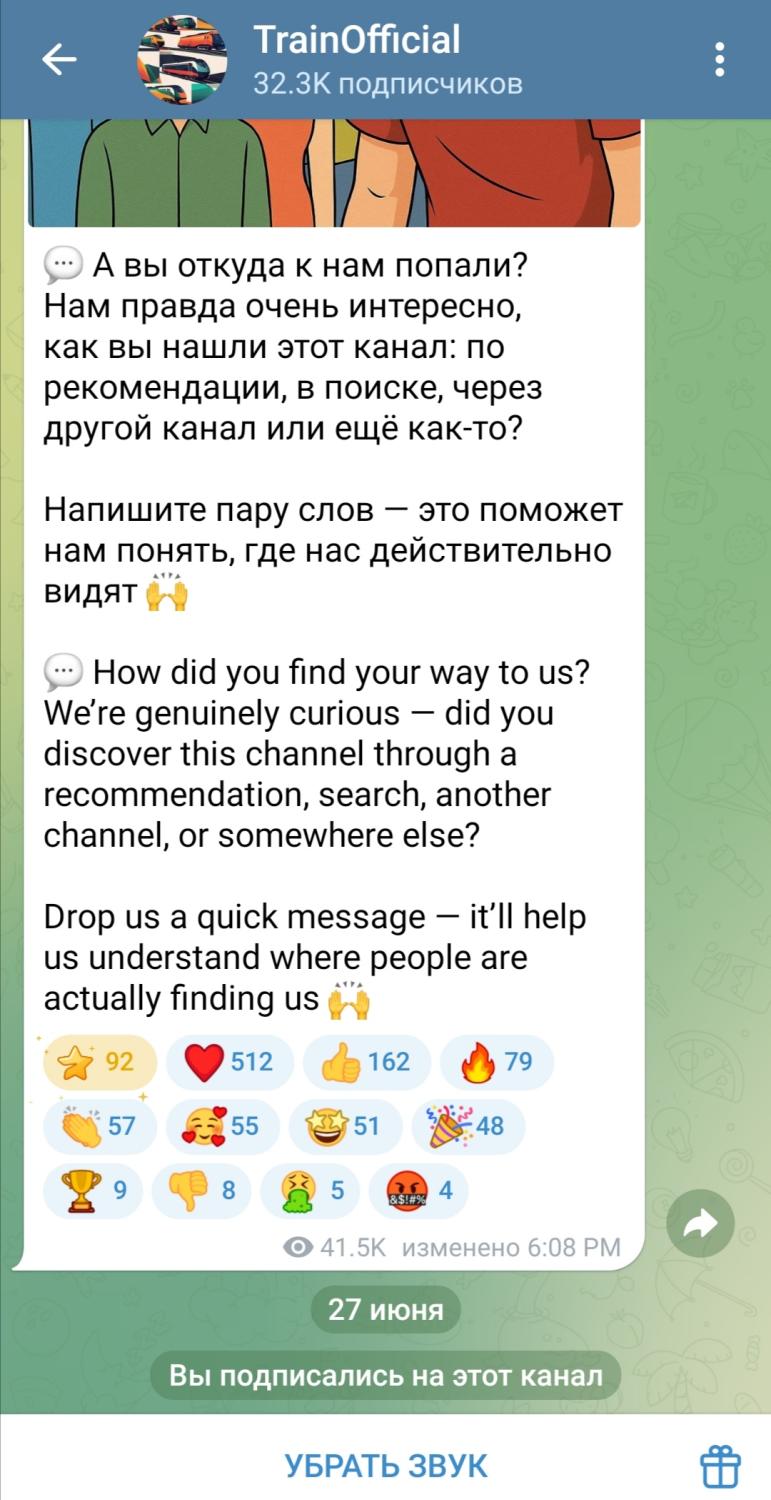 TrainOfficial
32.3K подписчиков
💬 А вы откуда к нам попали?
Нам правда очень интересно,
как вы нашли этот канал: по
рекомендации, в поиске, через
другой канал или ещё как-то?
Напишите пару слов — это поможет
нам понять, где нас действительно
видят 🙌
💬 How did you find your way to us?
We’re genuinely curious — did you
discover this channel through a
recommendation, search, another
channel, or somewhere else?
Drop us a quick message — it’ll help
us understand where people are
actually finding us 🙌
⭐ 92 ❤️ 512 👍 162 🔥 79
👏 57 🥰 55 🤩 51 🎉 48
🏆 9 👎 8 🤮 5 🤬 4
41.5K изменено 6:08 PM
27 июня
Вы подписались на этот канал
УБРАТЬ ЗВУК